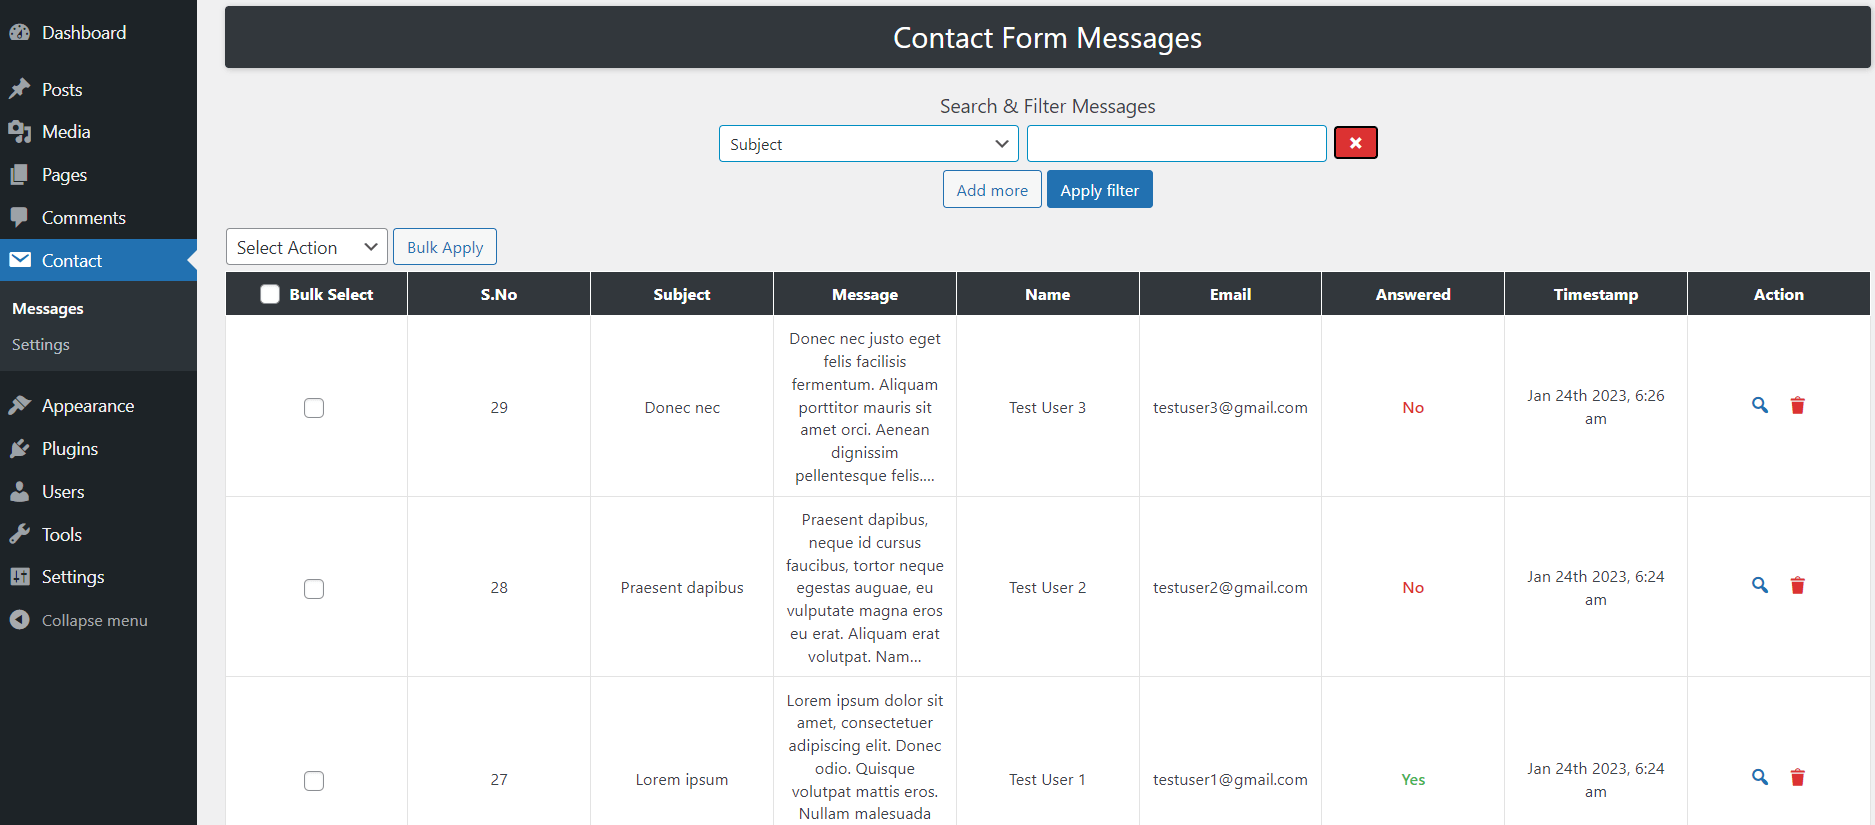 Dashboard
Posts
Media
Pages
Comments
Contact
Messages
Settings
Appearance
Plugins
Users
Tools
Settings
Collapse menu
Contact Form Messages
Search & Filter Messages
Subject
Add more
Apply filter
Select Action
Bulk Apply
Bulk Select
S.No
Subject
Message
Name
Email
Answered
Timestamp
Action
29
Donec nec
Donec nec justo eget
felis facilisis
fermentum. Aliquam
porttitor mauris sit
amet orci. Aenean
dignissim
pellentesque felis....
Test User 3
testuser3@gmail.com
No
Jan 24th 2023, 6:26
am
28
Praesent dapibus
Praesent dapibus,
neque id cursus
faucibus, tortor neque
egestas auguae, eu
vulputate magna eros
eu erat. Aliquam erat
volutpat. Nam...
Test User 2
testuser2@gmail.com
No
Jan 24th 2023, 6:24
am
27
Lorem ipsum
Lorem ipsum dolor sit
amet, consectetuer
adipiscing elit. Donec
odio. Quisque
volutpat mattis eros.
Nullam malesuada
Test User 1
testuser1@gmail.com
Yes
Jan 24th 2023, 6:24
am